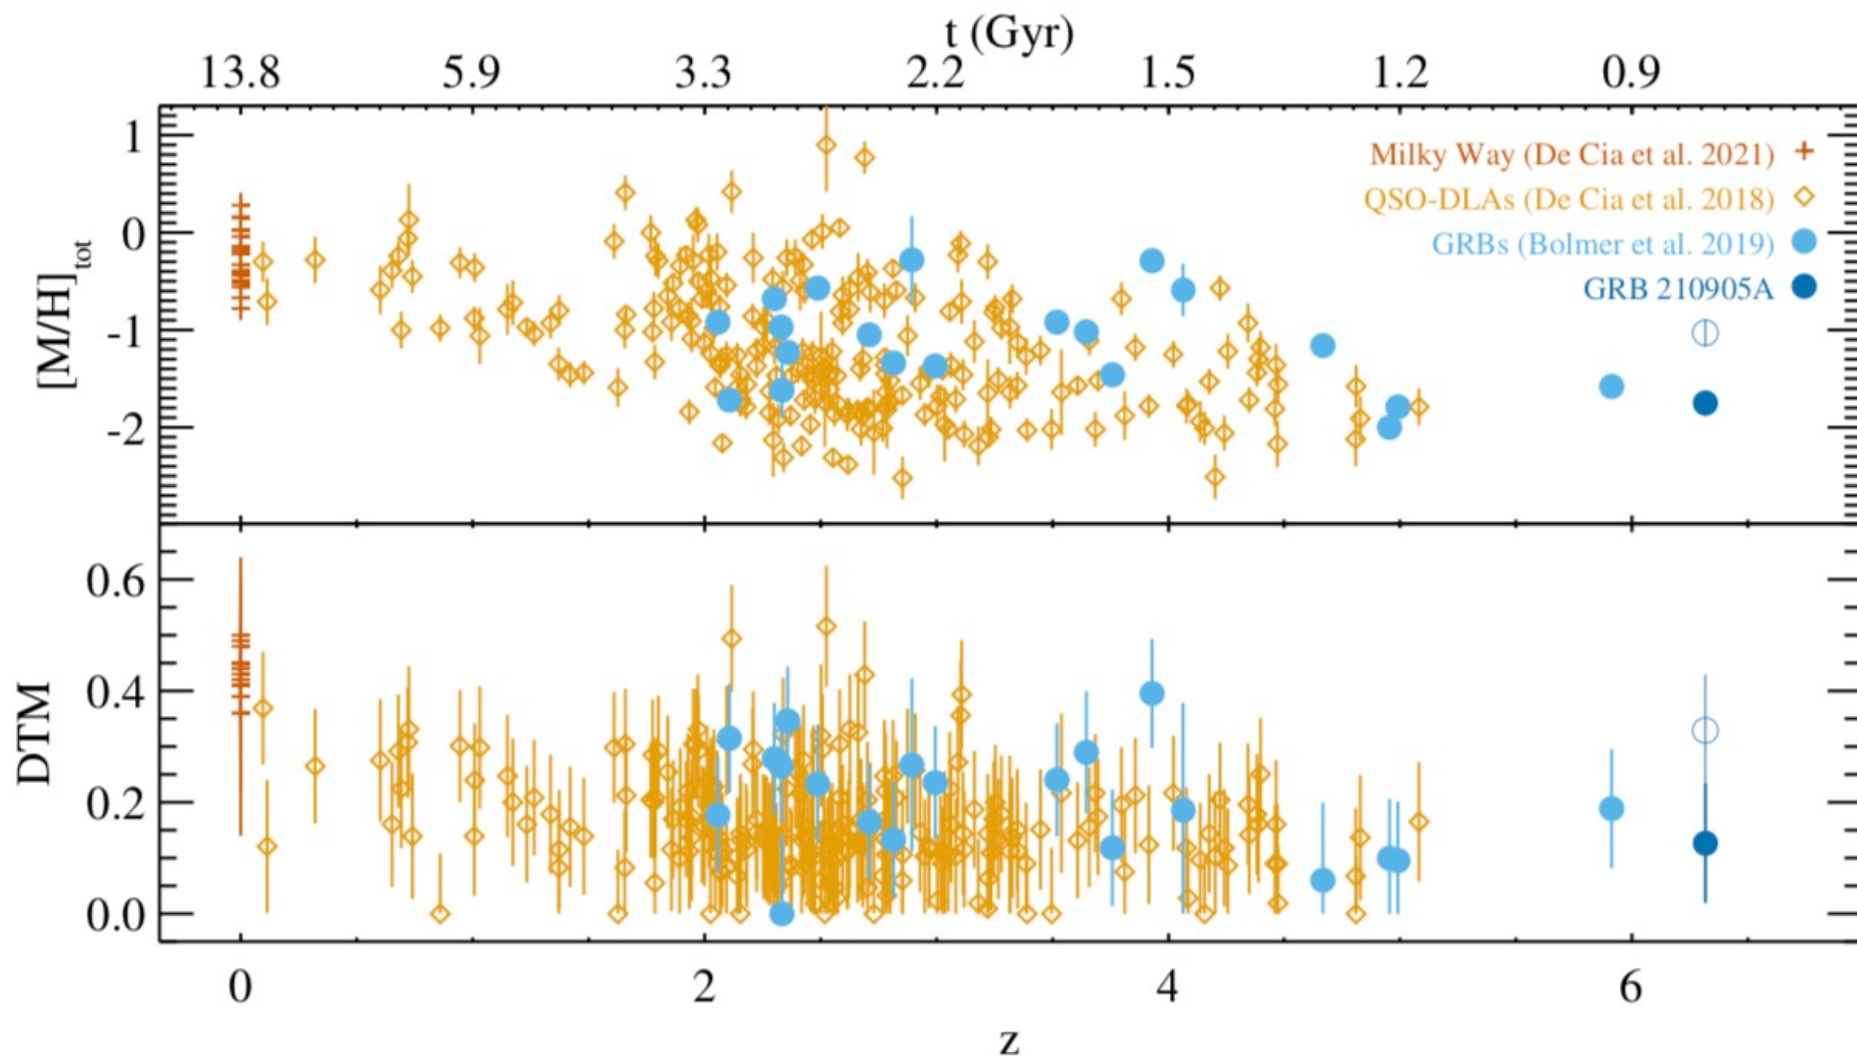 t (Gyr)
13.8 5.9 3.3 2.2 1.5 1.2 0.9
[M/H]tot
1
0
-1
-2
Milky Way (De Cia et al. 2021)
QSO-DLAs (De Cia et al. 2018)
GRBs (Bolmer et al. 2019)
GRB 210905A
DTM
0.6
0.4
0.2
0.0
0 2 4 6
z